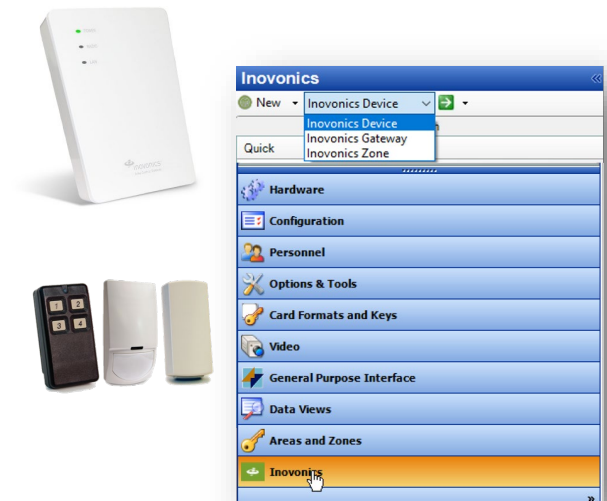 inovonics
Inovonics
New
Inovonics Device
Inovonics Device
Inovonics Gateway
Inovonics Zone
Quick
Hardware
Configuration
Personnel
Options & Tools
Card Formats and Keys
Video
General Purpose Interface
Data Views
Areas and Zones
Inovonics
1 2
3 4